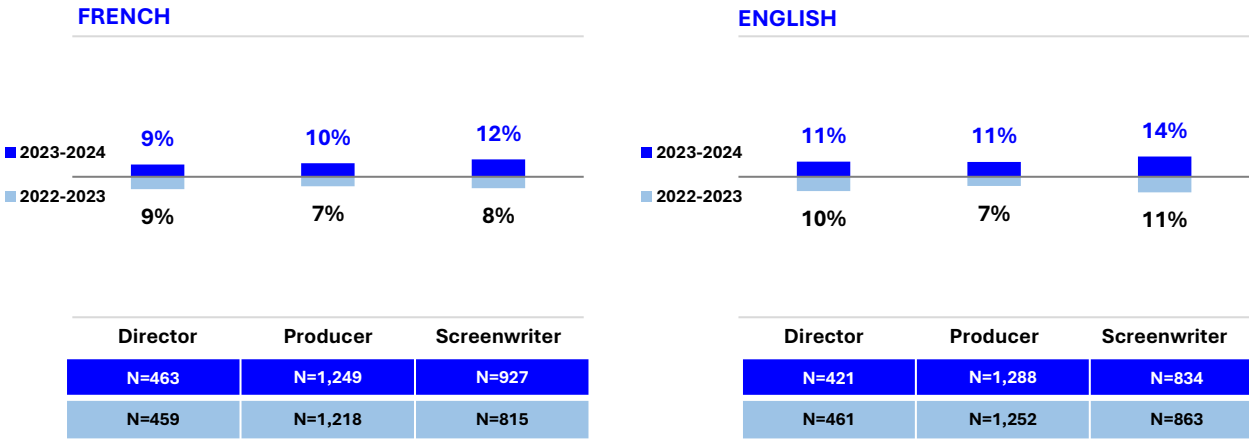 FRENCH
9% 10% 12%
2023-2024
2022-2023
9% 7% 8%
Director Producer Screenwriter
N=463 N=1,249 N=927
N=459 N=1,218 N=815
ENGLISH
11% 11% 14%
2023-2024
2022-2023
10% 7% 11%
Director Producer Screenwriter
N=421 N=1,288 N=834
N=461 N=1,252 N=863